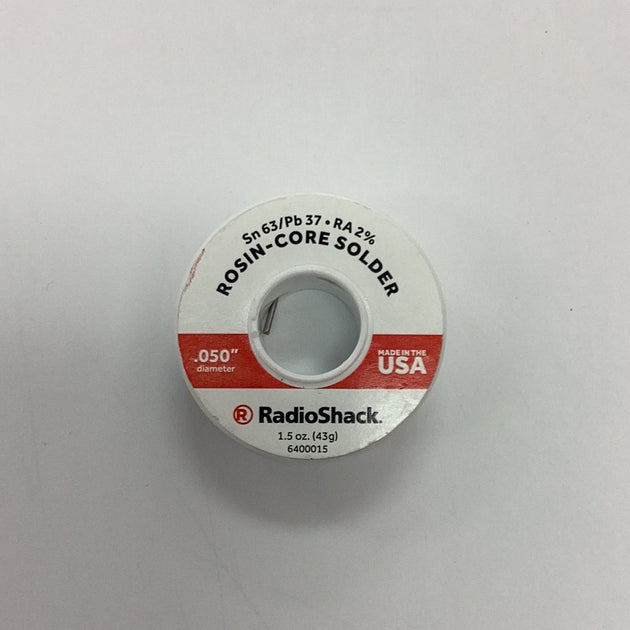 Sn 63/Pb 37 • RA 2%
ROSIN-CORE SOLDER
.050"
diameter
MADE IN THE
USA
R RadioShack.
1.5 oz. (43g)
6400015